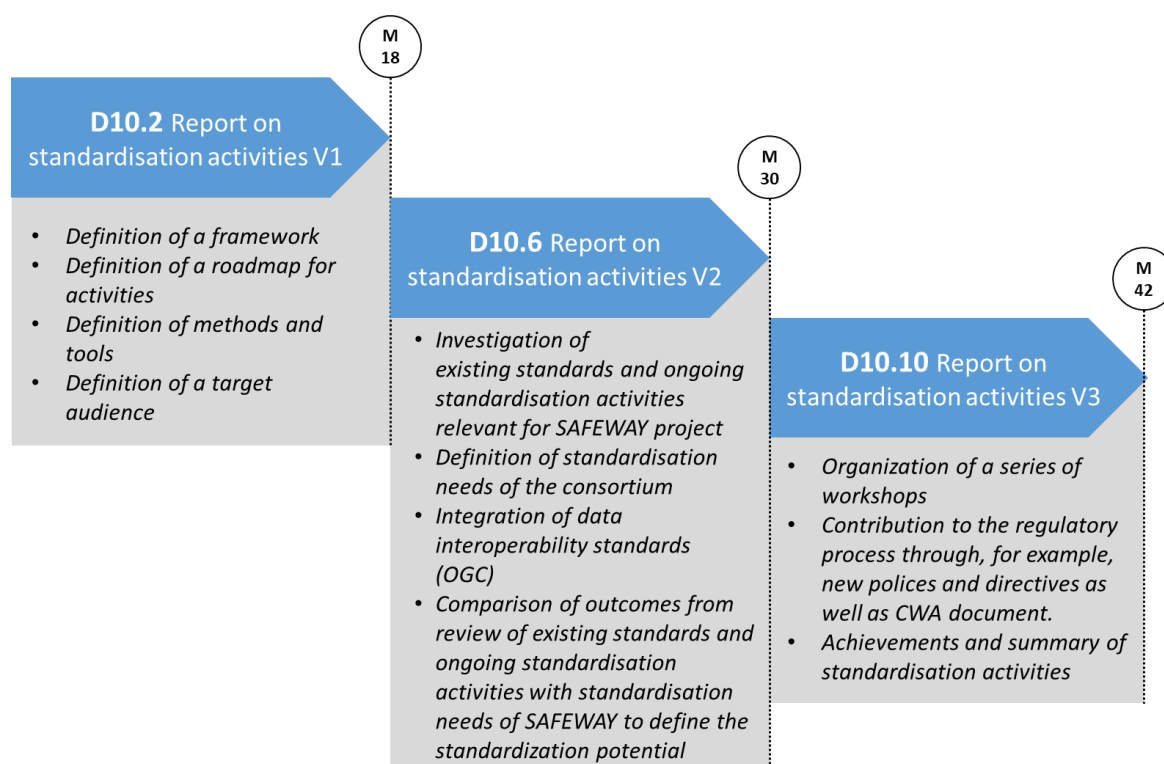 M
18
D10.2 Report on
standardisation activities V1
• Definition of a framework
• Definition of a roadmap for
activities
• Definition of methods and
tools
• Definition of a target
audience
M
30
D10.6 Report on
standardisation activities V2
• Investigation of
existing standards and ongoing
standardisation activities
relevant for SAFEWAY project
• Definition of standardisation
needs of the consortium
• Integration of data
interoperability standards
(OGC)
• Comparison of outcomes from
review of existing standards and
ongoing standardisation
activities with standardisation
needs of SAFEWAY to define the
standardization potential
M
42
D10.10 Report on
standardisation activities V3
• Organization of a series of
workshops
• Contribution to the regulatory
process through, for example,
new polices and directives as
well as CWA document.
• Achievements and summary of
standardisation activities